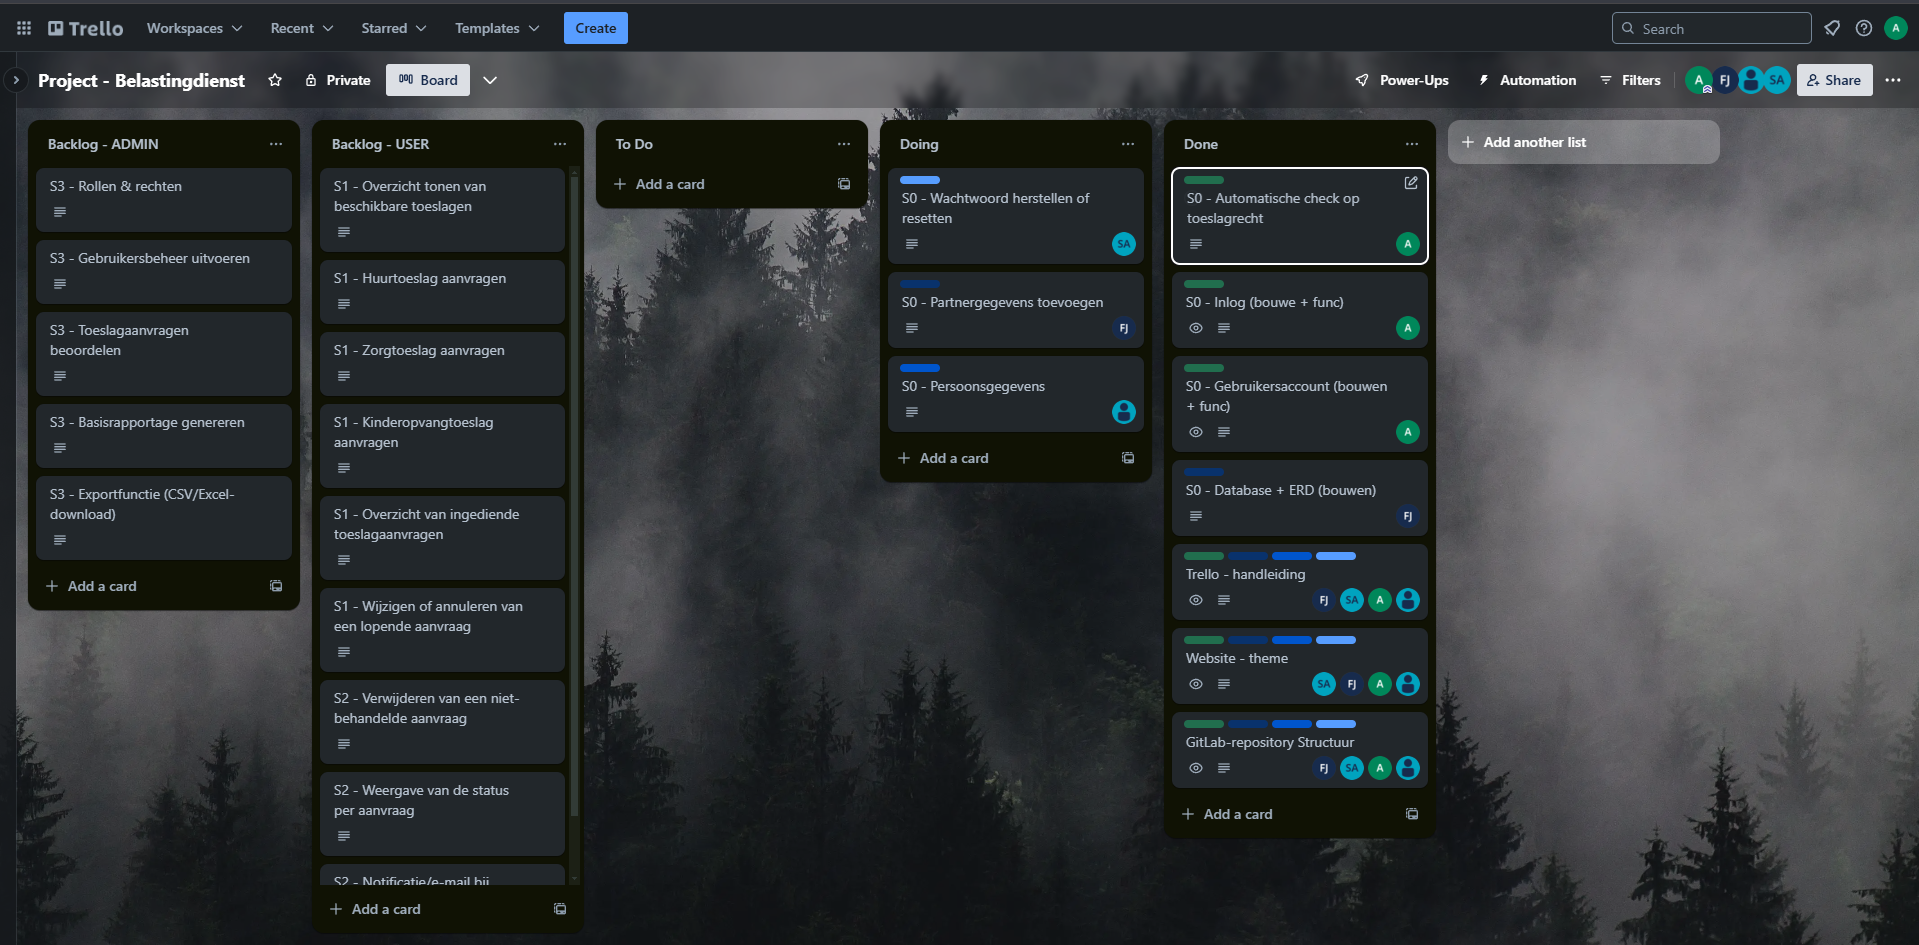 Trello
Workspaces
Recent
Starred
Templates
Create
Search
A
Project - Belastingdienst
Private
Board
Power-Ups
Automation
Filters
A
FJ
SA
Share
Backlog - ADMIN
S3 - Rollen & rechten
S3 - Gebruikersbeheer uitvoeren
S3 - Toeslagaanvragen
beoordelen
S3 - Basisrapportage genereren
S3 - Exportfunctie (CSV/Excel-
download)
Add a card
Backlog - USER
S1 - Overzicht tonen van
beschikbare toeslagen
S1 - Huurtoeslag aanvragen
S1 - Zorgtoeslag aanvragen
S1 - Kinderopvangtoeslag
aanvragen
S1 - Overzicht van ingediende
toeslagaanvragen
S1 - Wijzigen of annuleren van
een lopende aanvraag
S2 - Verwijderen van een niet-
behandelde aanvraag
S2 - Weergave van de status
per aanvraag
S2 - Notificatie/e-mail bij
Add a card
To Do
Add a card
Doing
S0 - Wachtwoord herstellen of
resetten
SA
S0 - Partnergegevens toevoegen
FJ
S0 - Persoonsgegevens
Add a card
Done
S0 - Automatische check op
toeslagrecht
A
S0 - Inlog (bouwe + func)
A
S0 - Gebruikersaccount (bouwen
+ func)
A
S0 - Database + ERD (bouwen)
FJ
Trello - handleiding
FJ SA A
Website - theme
SA FJ A
GitLab-repository Structuur
FJ SA A
Add a card
Add another list